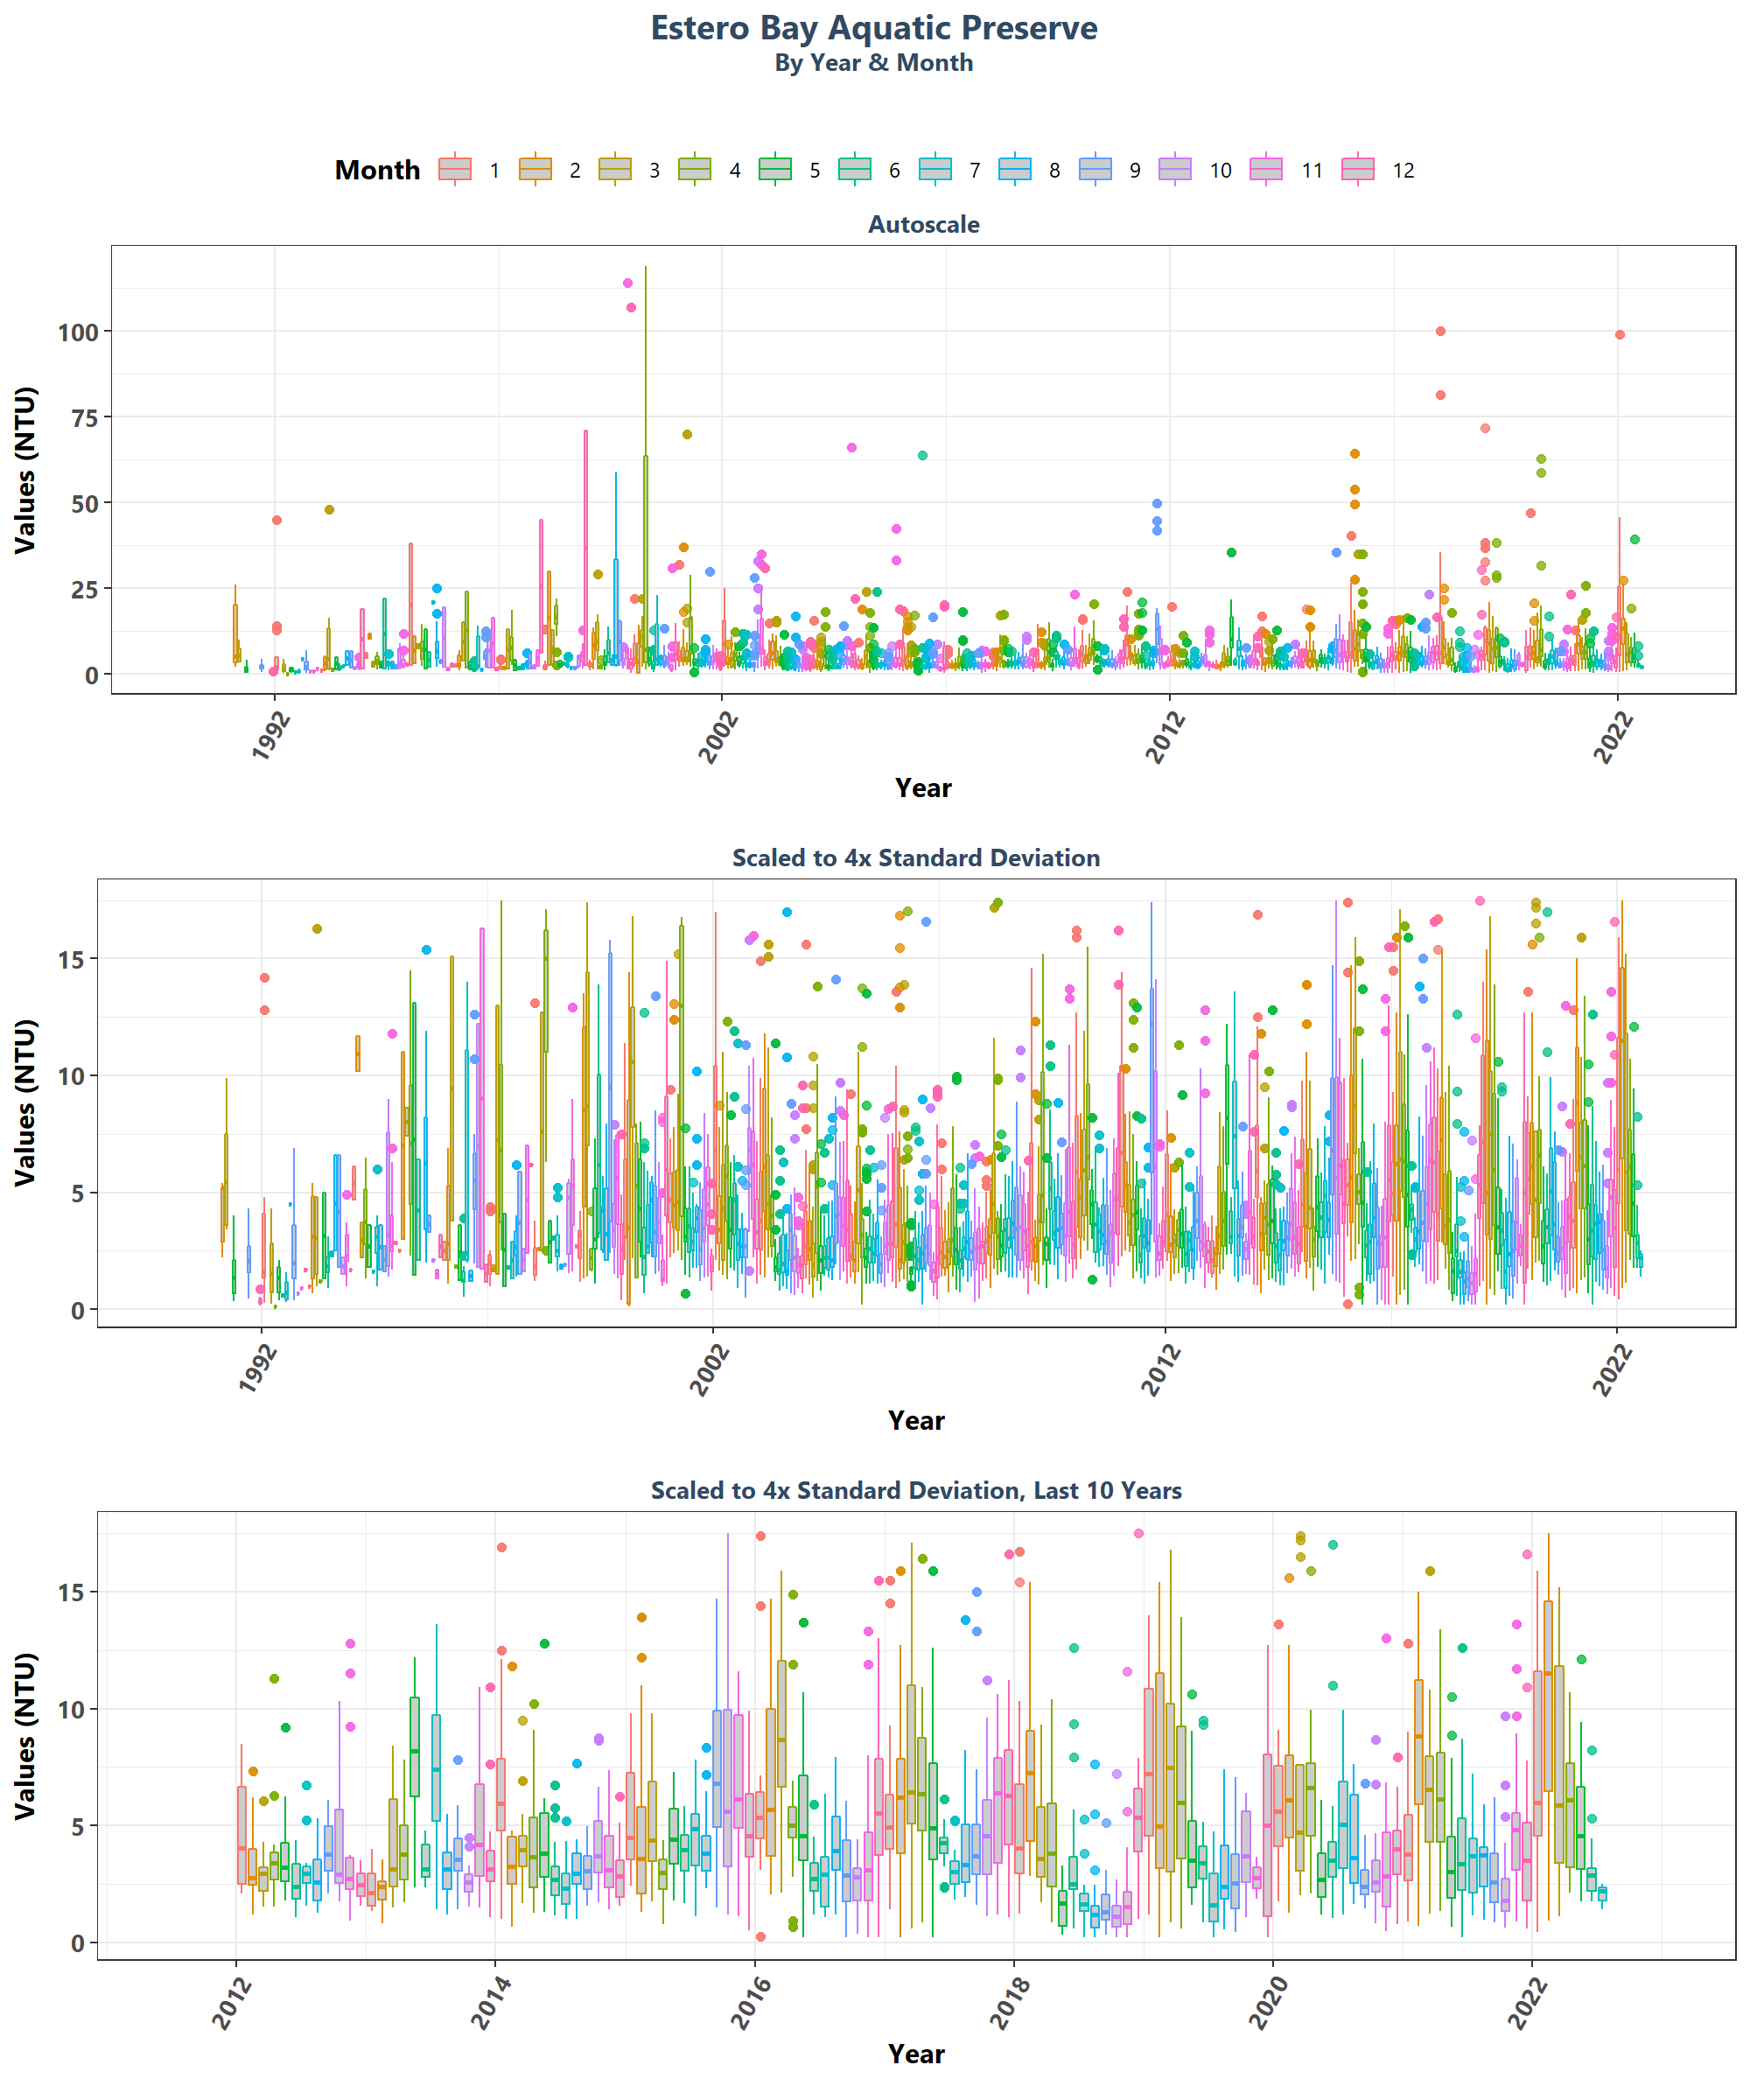 Estero Bay Aquatic Preserve
By Year & Month
Month 1 2 3 4 5 6 7 8 9 10 11 12
Autoscale
Values (NTU)
100
75
50
25
0
1992 2002 2012 2022
Year
Scaled to 4x Standard Deviation
Values (NTU)
15
10
5
0
1992 2002 2012 2022
Year
Scaled to 4x Standard Deviation, Last 10 Years
Values (NTU)
15
10
5
0
2012 2014 2016 2018 2020 2022
Year